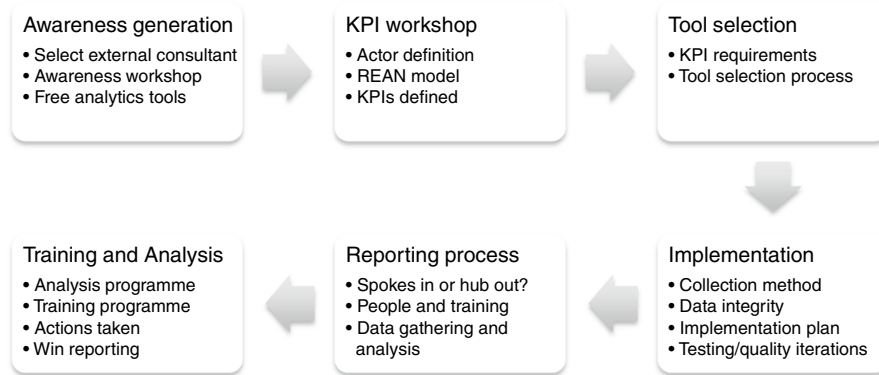 Awareness generation
• Select external consultant
• Awareness workshop
• Free analytics tools
KPI workshop
• Actor definition
• REAN model
• KPIs defined
Tool selection
• KPI requirements
• Tool selection process
Implementation
• Collection method
• Data integrity
• Implementation plan
• Testing/quality iterations
Reporting process
• Spokes in or hub out?
• People and training
• Data gathering and
analysis
Training and Analysis
• Analysis programme
• Training programme
• Actions taken
• Win reporting